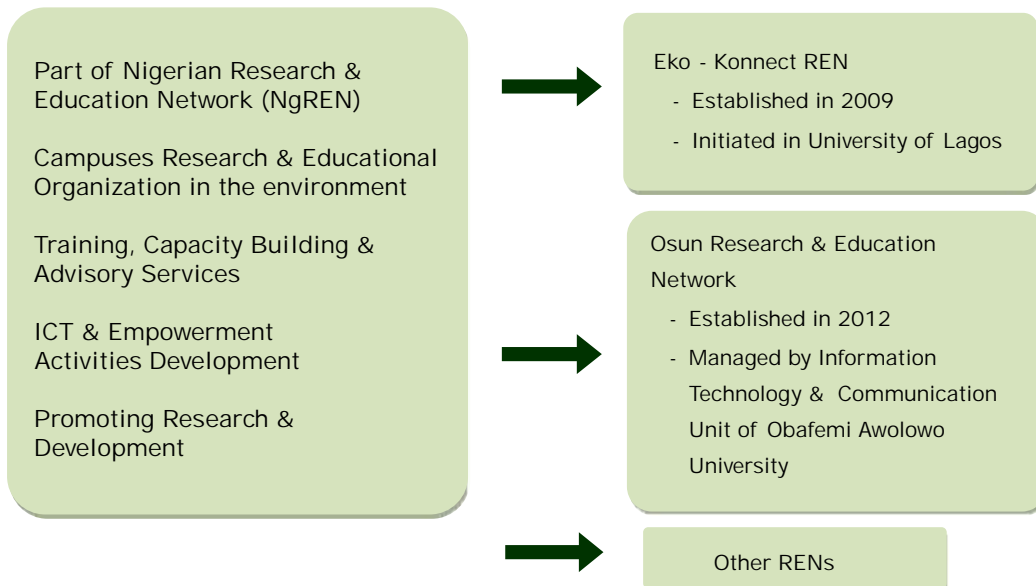 Part of Nigerian Research &
Education Network (NgREN)
Campuses Research & Educational
Organization in the environment
Training, Capacity Building &
Advisory Services
ICT & Empowerment
Activities Development
Promoting Research &
Development
Eko - Konnect REN
- Established in 2009
- Initiated in University of Lagos
Osun Research & Education
Network
- Established in 2012
- Managed by Information
Technology & Communication
Unit of Obafemi Awolowo
University
Other RENs